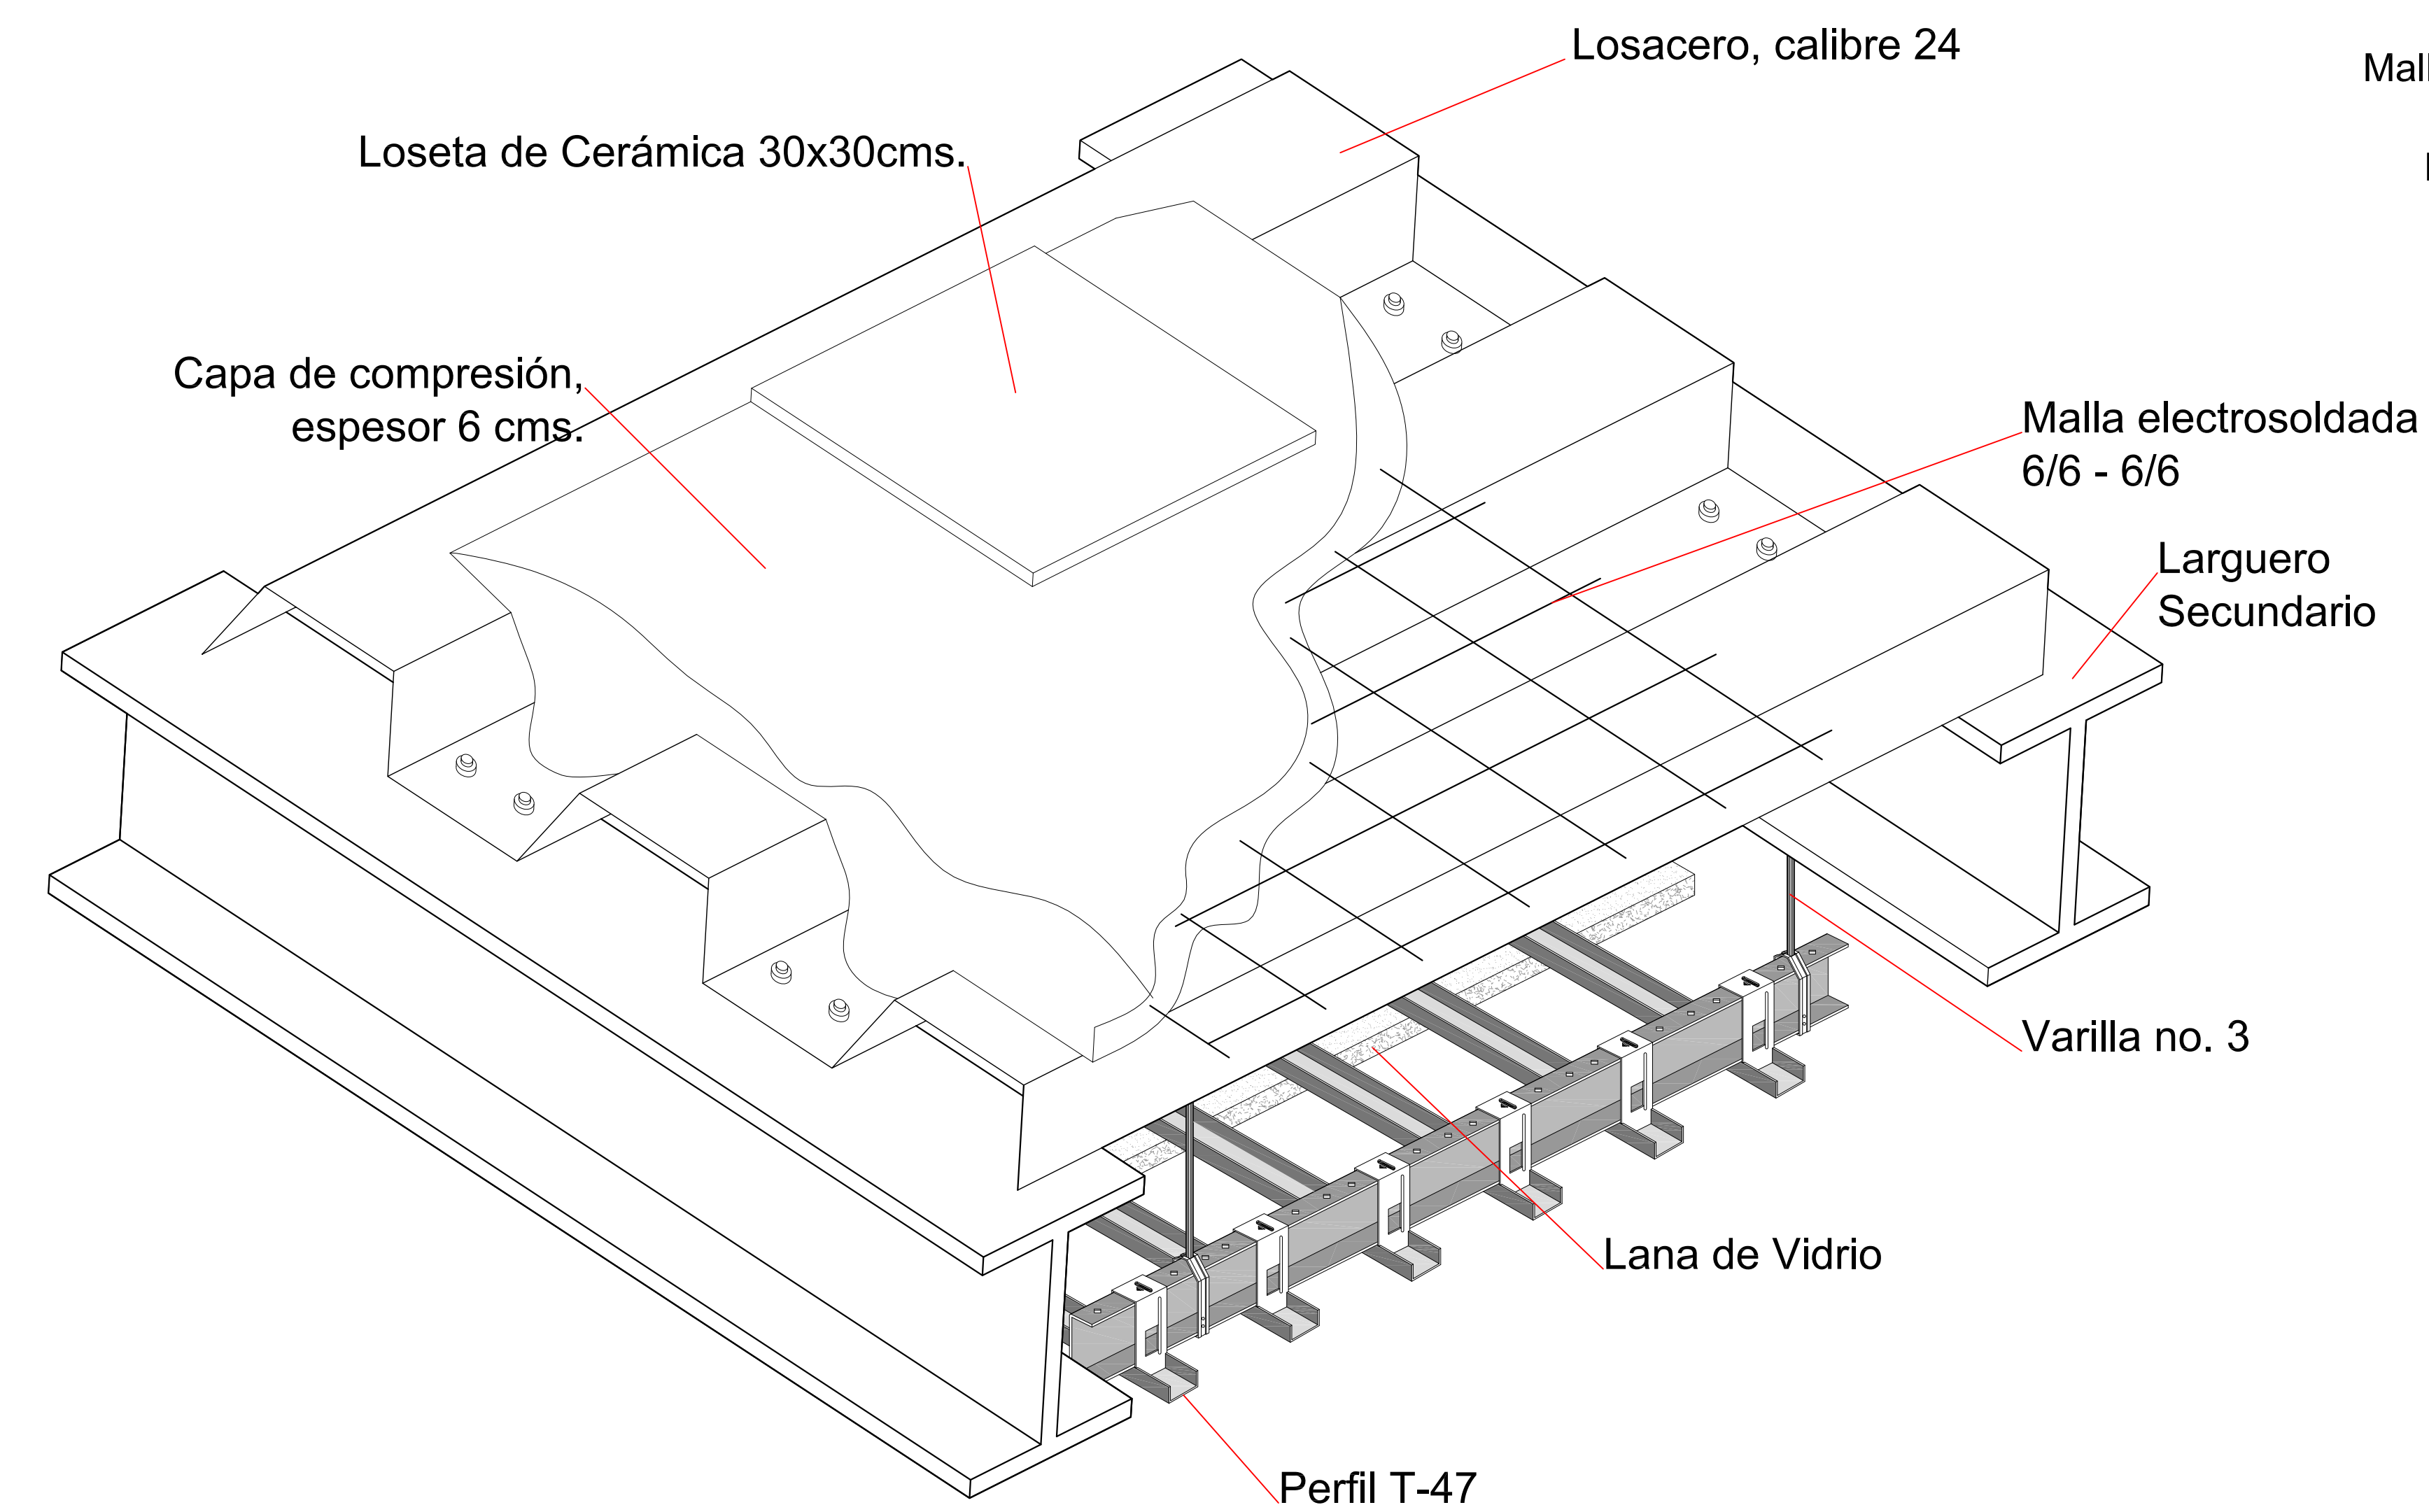 Losacero, calibre 24
Mall
Loseta de Cerámica 30x30cms.
Capa de compresión,
espesor 6 cms.
Malla electrosoldada
6/6 - 6/6
Larguero
Secundario
Varilla no. 3
Lana de Vidrio
Perfil T-47